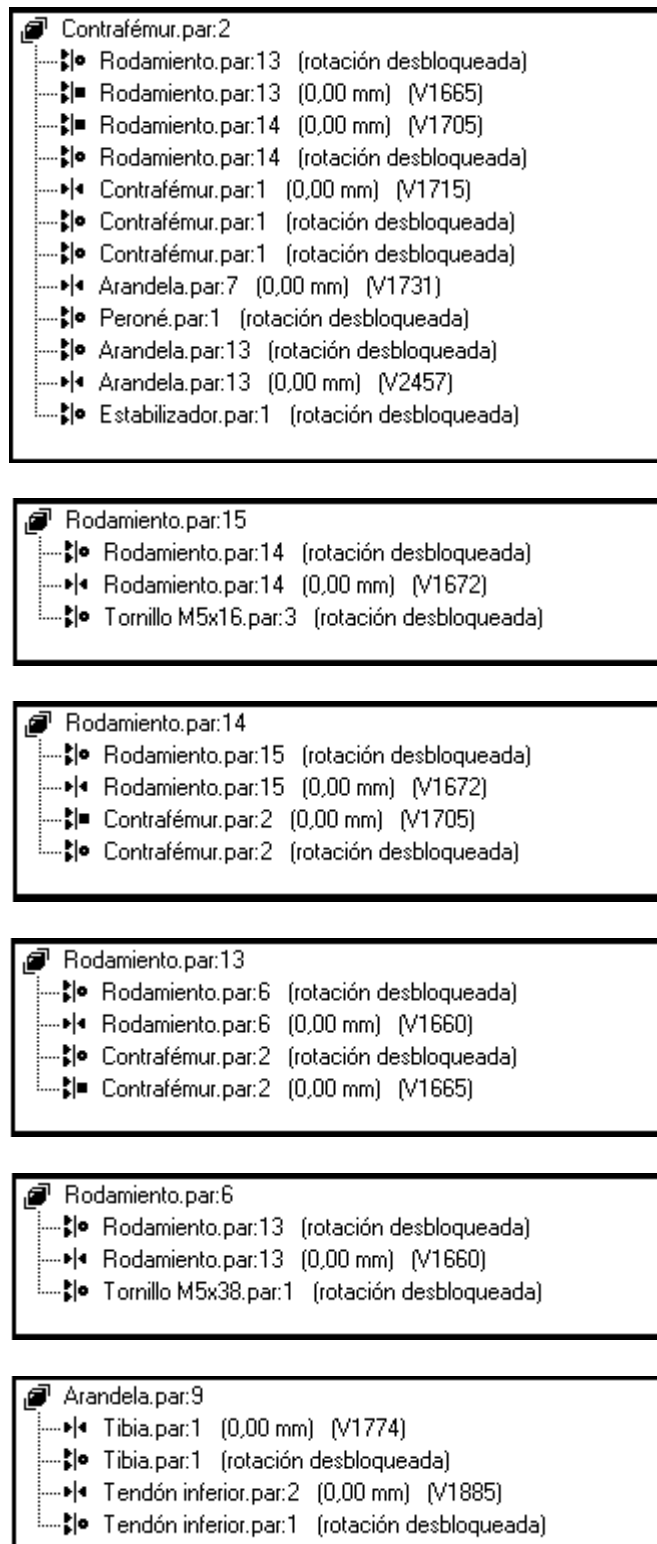 Contrafémur.par:2
Rodamiento.par:13 (rotación desbloqueada)
Rodamiento.par:13 (0,00 mm) (V1665)
Rodamiento.par:14 (0,00 mm) (V1705)
Rodamiento.par:14 (rotación desbloqueada)
Contrafémur.par:1 (0,00 mm) (V1715)
Contrafémur.par:1 (rotación desbloqueada)
Contrafémur.par:1 (rotación desbloqueada)
Arandela.par:7 (0,00 mm) (V1731)
Peroné.par:1 (rotación desbloqueada)
Arandela.par:13 (rotación desbloqueada)
Arandela.par:13 (0,00 mm) (V2457)
Estabilizador.par:1 (rotación desbloqueada)
Rodamiento.par:15
Rodamiento.par:14 (rotación desbloqueada)
Rodamiento.par:14 (0,00 mm) (V1672)
Tornillo M5x16.par:3 (rotación desbloqueada)
Rodamiento.par:14
Rodamiento.par:15 (rotación desbloqueada)
Rodamiento.par:15 (0,00 mm) (V1672)
Contrafémur.par:2 (0,00 mm) (V1705)
Contrafémur.par:2 (rotación desbloqueada)
Rodamiento.par:13
Rodamiento.par:6 (rotación desbloqueada)
Rodamiento.par:6 (0,00 mm) (V1660)
Contrafémur.par:2 (rotación desbloqueada)
Contrafémur.par:2 (0,00 mm) (V1665)
Rodamiento.par:6
Rodamiento.par:13 (rotación desbloqueada)
Rodamiento.par:13 (0,00 mm) (V1660)
Tornillo M5x38.par:1 (rotación desbloqueada)
Arandela.par:9
Tibia.par:1 (0,00 mm) (V1774)
Tibia.par:1 (rotación desbloqueada)
Tendón inferior.par:2 (0,00 mm) (V1885)
Tendón inferior.par:1 (rotación desbloqueada)